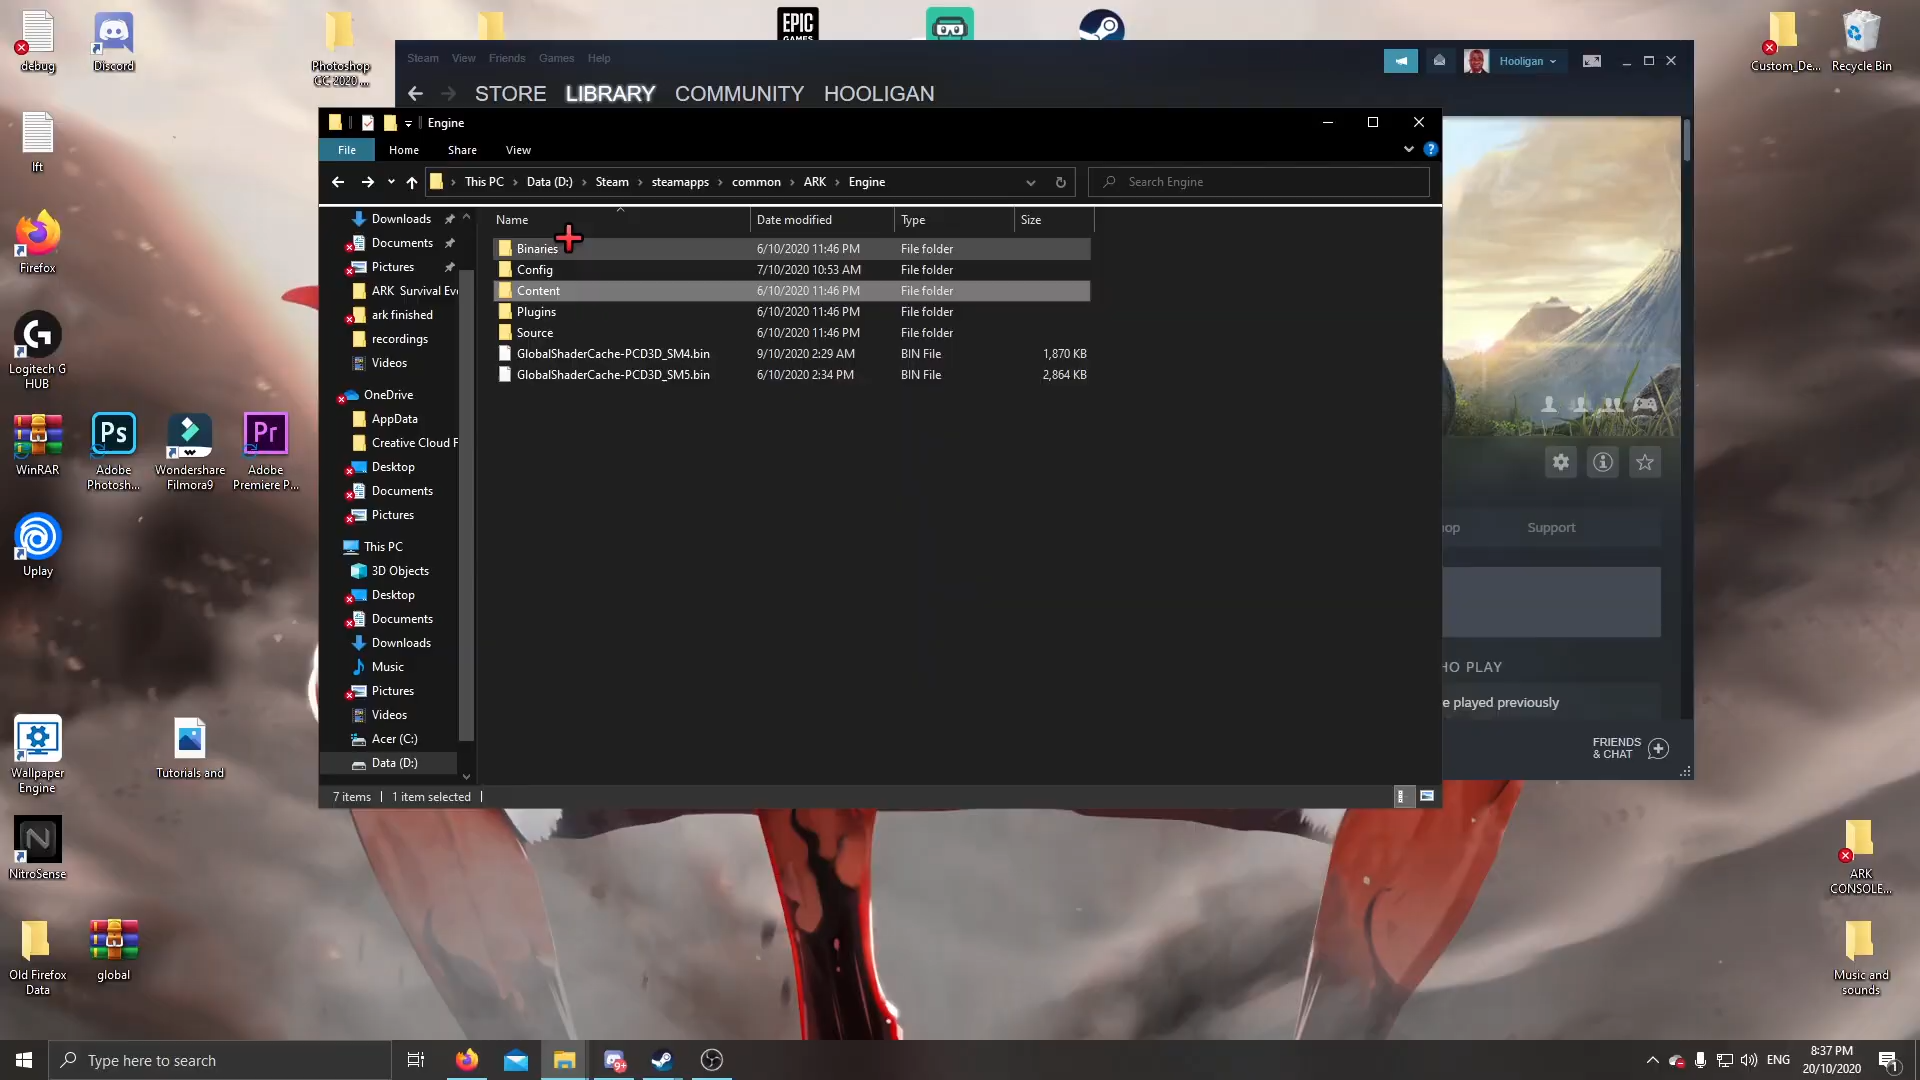 debug
Discord
Photoshop
CC 2020 ...
EPIC
GAMES
Custom_De...
Recycle Bin
Steam View Friends Games Help
Hooligan
STORE LIBRARY COMMUNITY HOOLIGAN
Engine
File Home Share View
This PC Data (D:) Steam steamapps common ARK Engine
Search Engine
Name Date modified Type Size
Binaries 6/10/2020 11:46 PM File folder
Config 7/10/2020 10:53 AM File folder
Content 6/10/2020 11:46 PM File folder
Plugins 6/10/2020 11:46 PM File folder
Source 6/10/2020 11:46 PM File folder
GlobalShaderCache-PCD3D_SM4.bin 9/10/2020 2:29 AM BIN File 1,870 KB
GlobalShaderCache-PCD3D_SM5.bin 6/10/2020 2:34 PM BIN File 2,864 KB
Downloads
Documents
Pictures
ARK Survival Ev
ark finished
recordings
Videos
OneDrive
AppData
Creative Cloud F
Desktop
Documents
Pictures
This PC
3D Objects
Desktop
Documents
Downloads
Music
Pictures
Videos
Acer (C:)
Data (D:)
7 items 1 item selected
lft
Firefox
Logitech G
HUB
WinRAR
Ps
Adobe
Photosh...
Wondershare
Filmora9
Pr
Adobe
Premiere P...
Uplay
Wallpaper
Engine
Tutorials and
NitroSense
Old Firefox
Data
global
op
Support
HO PLAY
e played previously
FRIENDS
& CHAT
ARK
CONSOLE...
Music and
sounds
Type here to search
9+
ENG
8:37 PM
20/10/2020
1